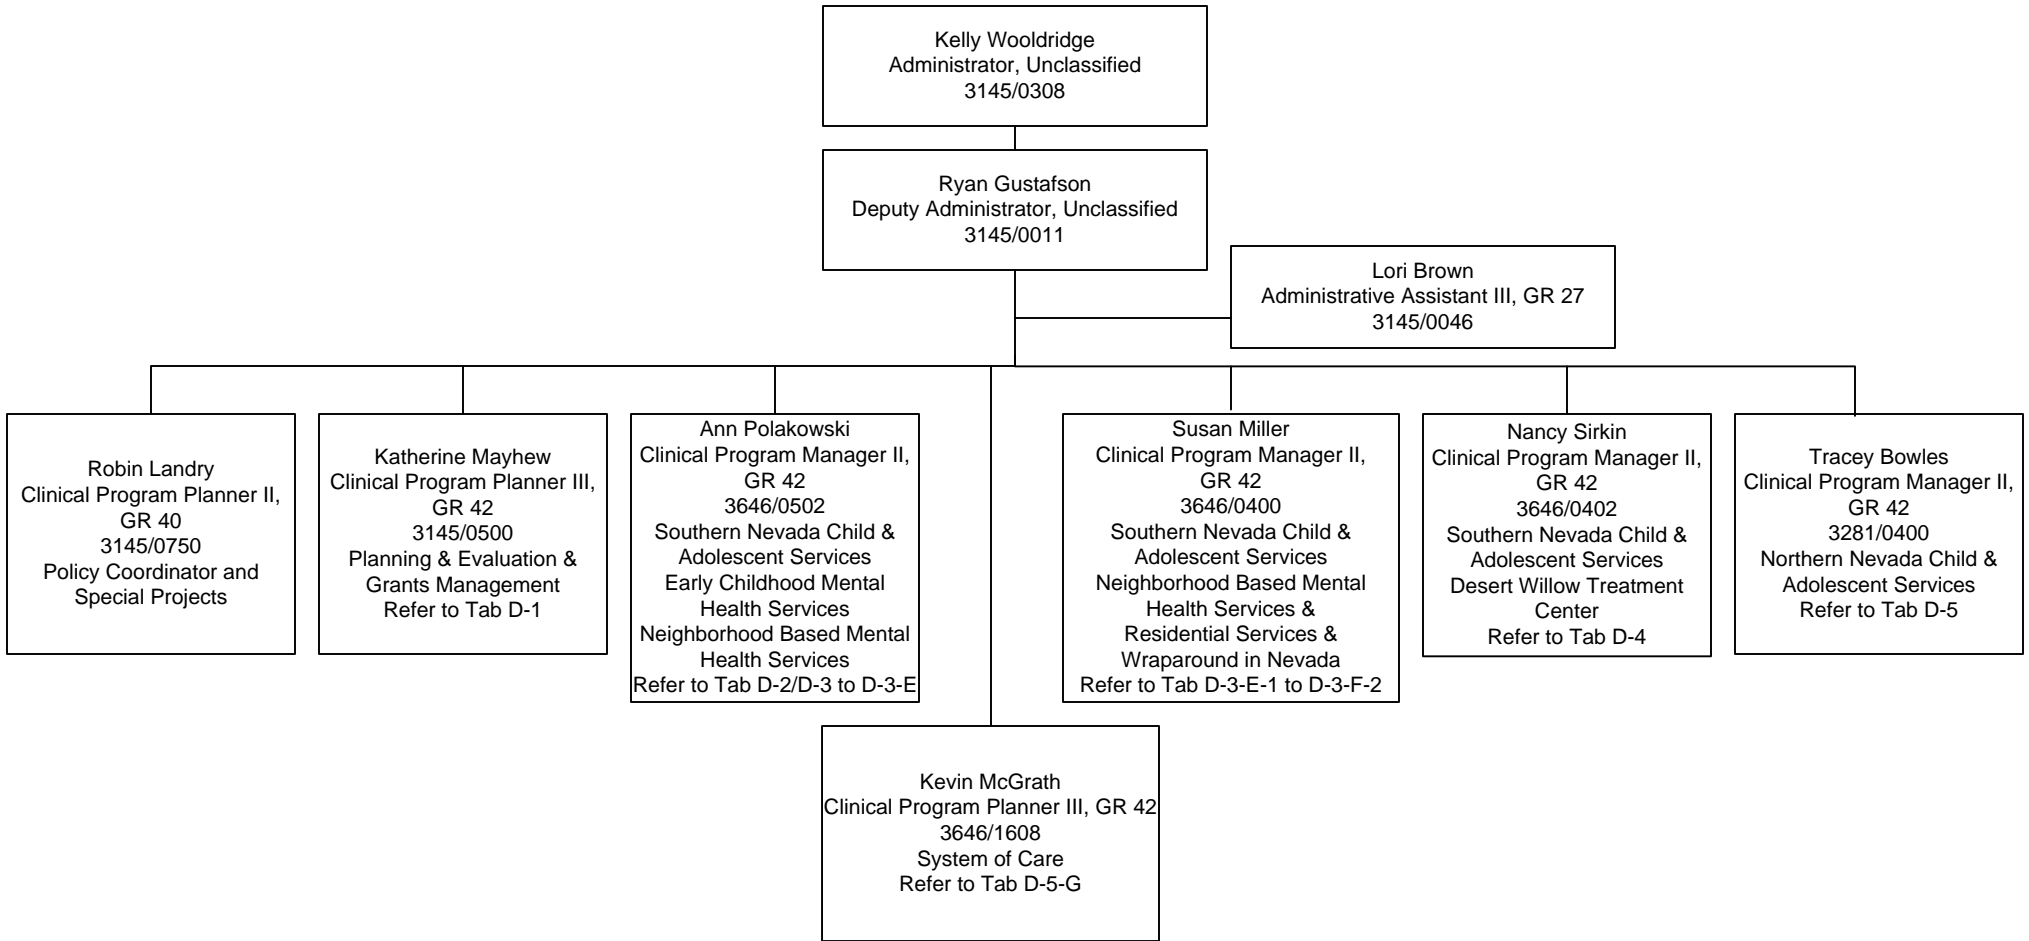 Kelly Wooldridge
Administrator, Unclassified
3145/0308
Ryan Gustafson
Deputy Administrator, Unclassified
3145/0011
Lori Brown
Administrative Assistant III, GR 27
3145/0046
Robin Landry
Clinical Program Planner II,
GR 40
3145/0750
Policy Coordinator and
Special Projects
Katherine Mayhew
Clinical Program Planner III,
GR 42
3145/0500
Planning & Evaluation &
Grants Management
Refer to Tab D-1
Ann Polakowski
Clinical Program Manager II,
GR 42
3646/0502
Southern Nevada Child &
Adolescent Services
Early Childhood Mental
Health Services
Neighborhood Based Mental
Health Services
Refer to Tab D-2/D-3 to D-3-E
Susan Miller
Clinical Program Manager II,
GR 42
3646/0400
Southern Nevada Child &
Adolescent Services
Neighborhood Based Mental
Health Services &
Residential Services &
Wraparound in Nevada
Refer to Tab D-3-E-1 to D-3-F-2
Nancy Sirkin
Clinical Program Manager II,
GR 42
3646/0402
Southern Nevada Child &
Adolescent Services
Desert Willow Treatment
Center
Refer to Tab D-4
Tracey Bowles
Clinical Program Manager II,
GR 42
3281/0400
Northern Nevada Child &
Adolescent Services
Refer to Tab D-5
Kevin McGrath
Clinical Program Planner III, GR 42
3646/1608
System of Care
Refer to Tab D-5-G